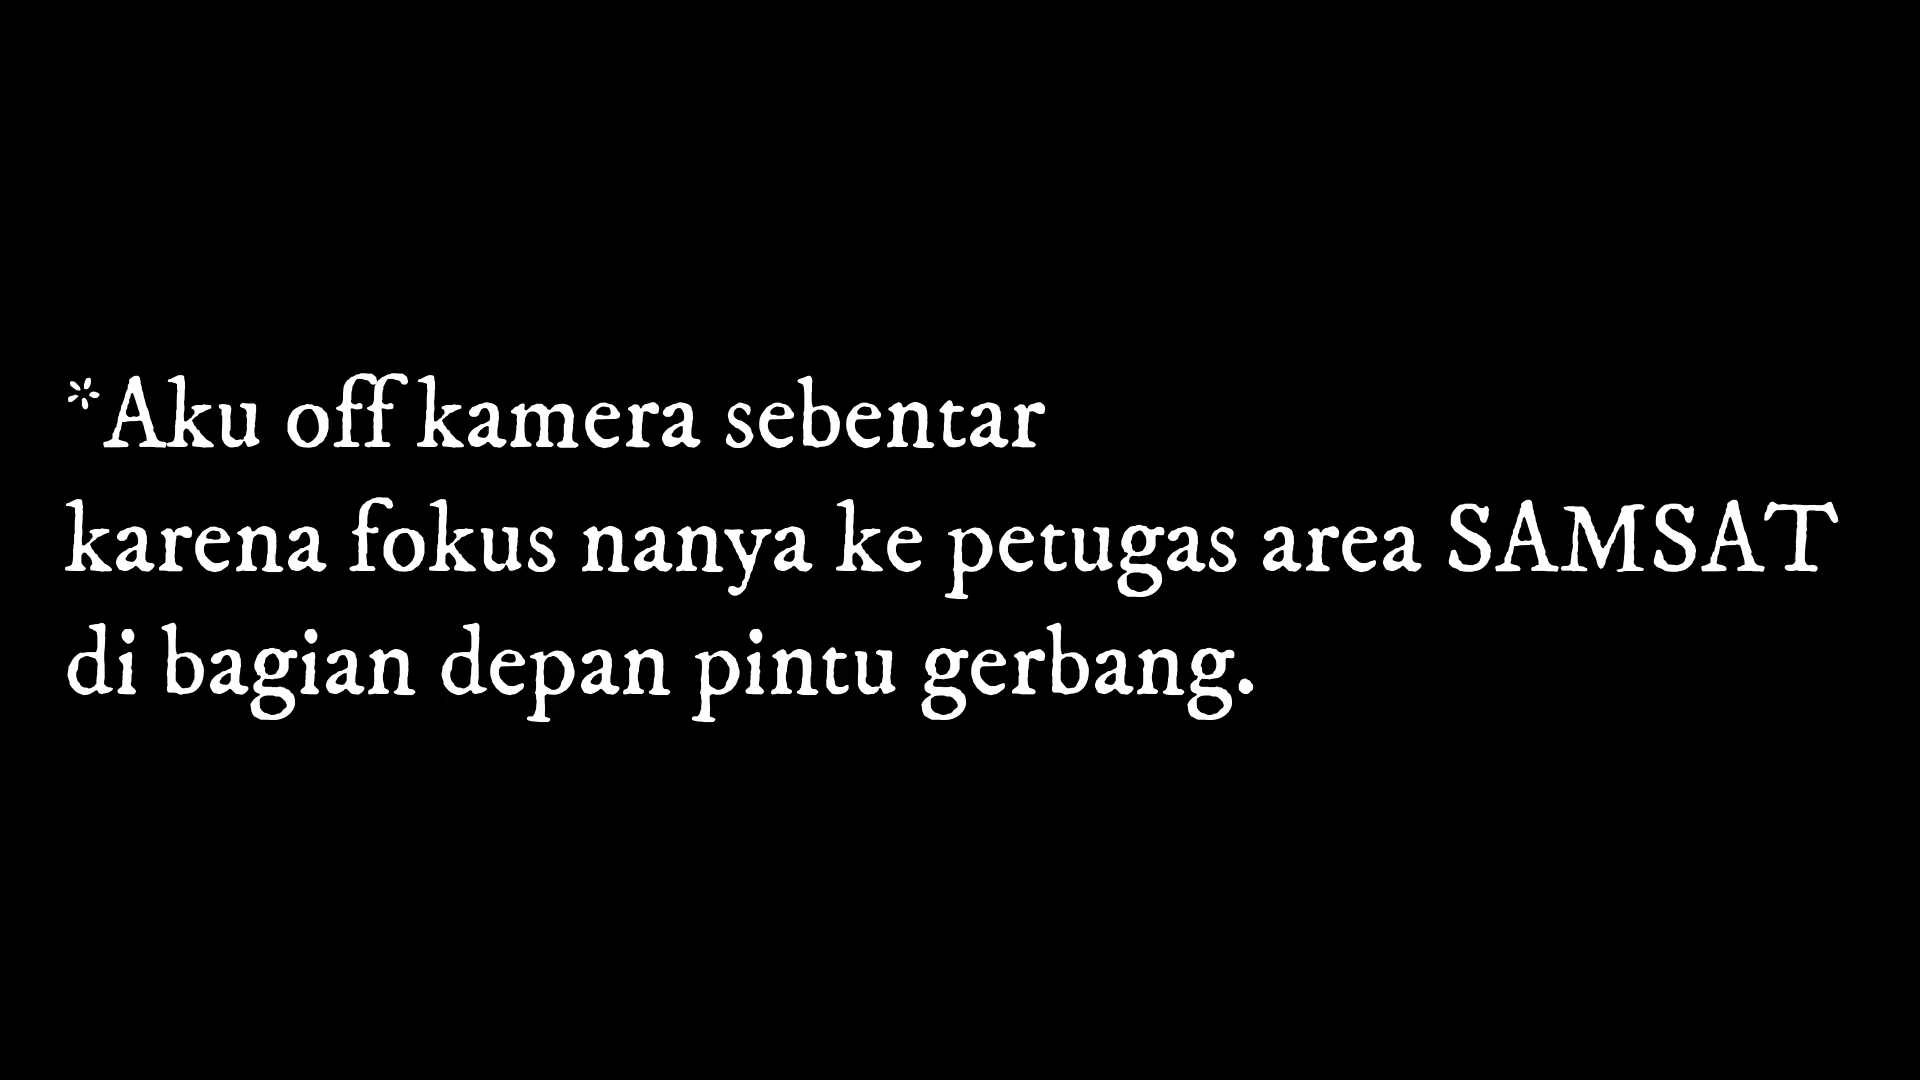 *Aku off kamera sebentar
karena fokus nanya ke petugas area SAMSAT
di bagian depan pintu gerbang.